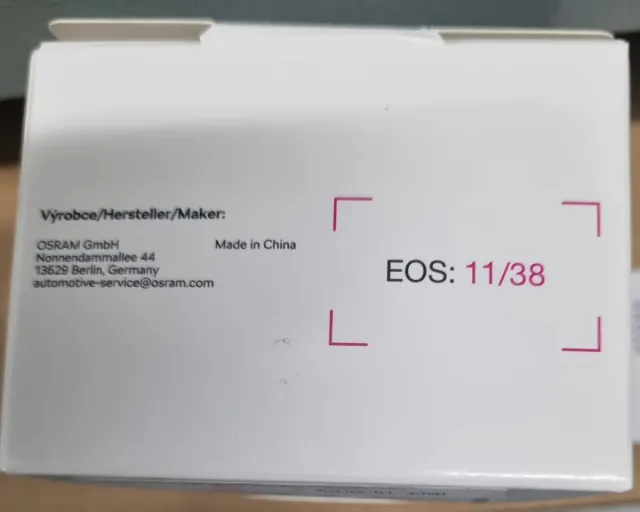 Výrobce/Hersteller/Maker:
OSRAM GmbH
Made in China
Nonnendammallee 44
13629 Berlin, Germany
automotive-service@osram.com
EOS: 11/38